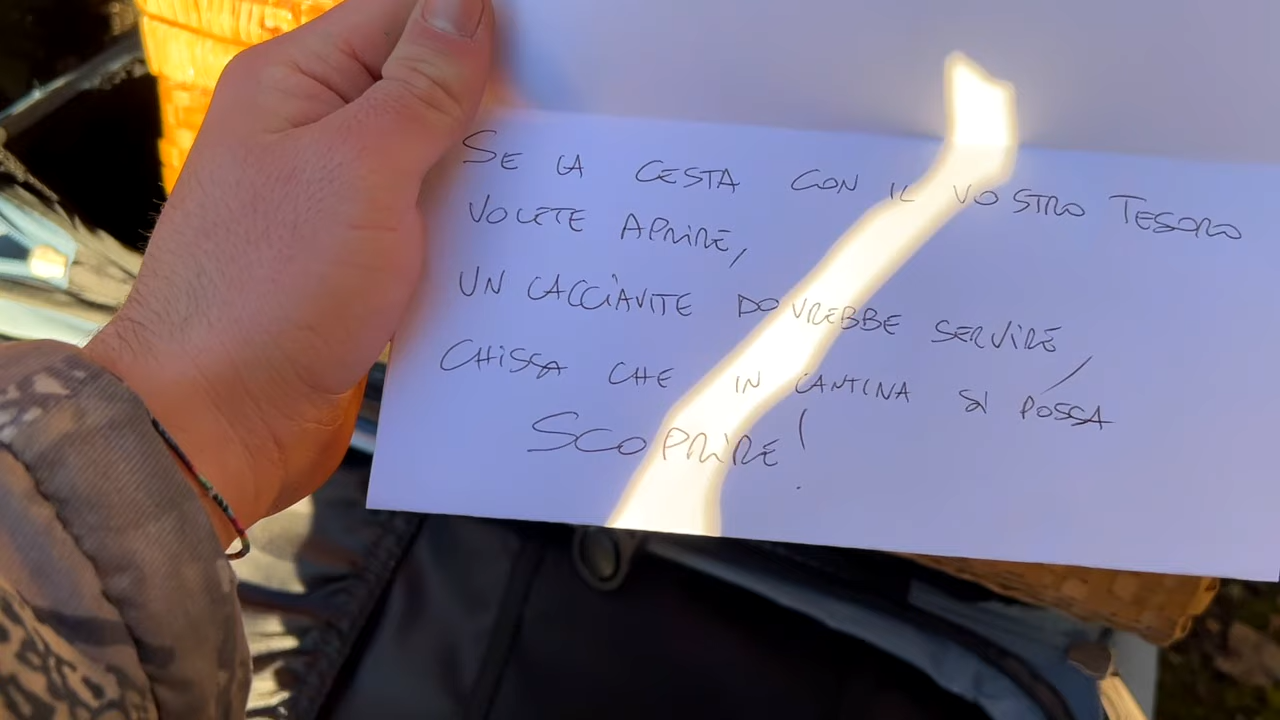 SE LA CESTA CON IL VOSTRO TESORO
VOLETE APRIRE,
UN CACCIAVITE DOVREBBE SERVIRE,
CHISSA CHE IN CANTINA SI POSSA
SCOPRIRE!